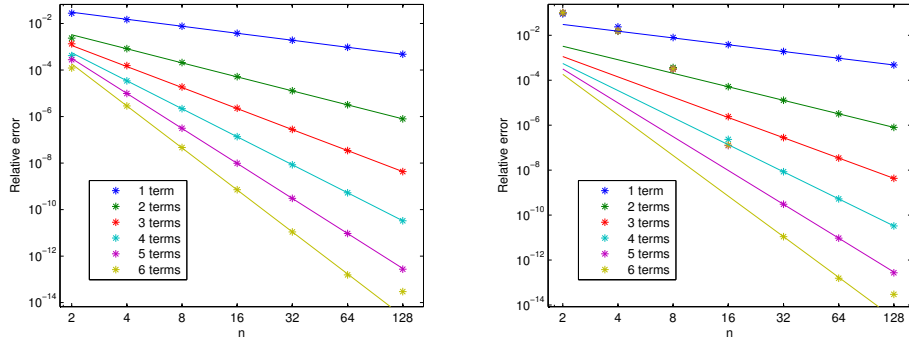 10^-2
10^-4
10^-6
10^-8
10^-10
10^-12
10^-14
Relative error
1 term
2 terms
3 terms
4 terms
5 terms
6 terms
2 4 8 16 32 64 128
n
10^-2
10^-4
10^-6
10^-8
10^-10
10^-12
10^-14
Relative error
1 term
2 terms
3 terms
4 terms
5 terms
6 terms
2 4 8 16 32 64 128
n